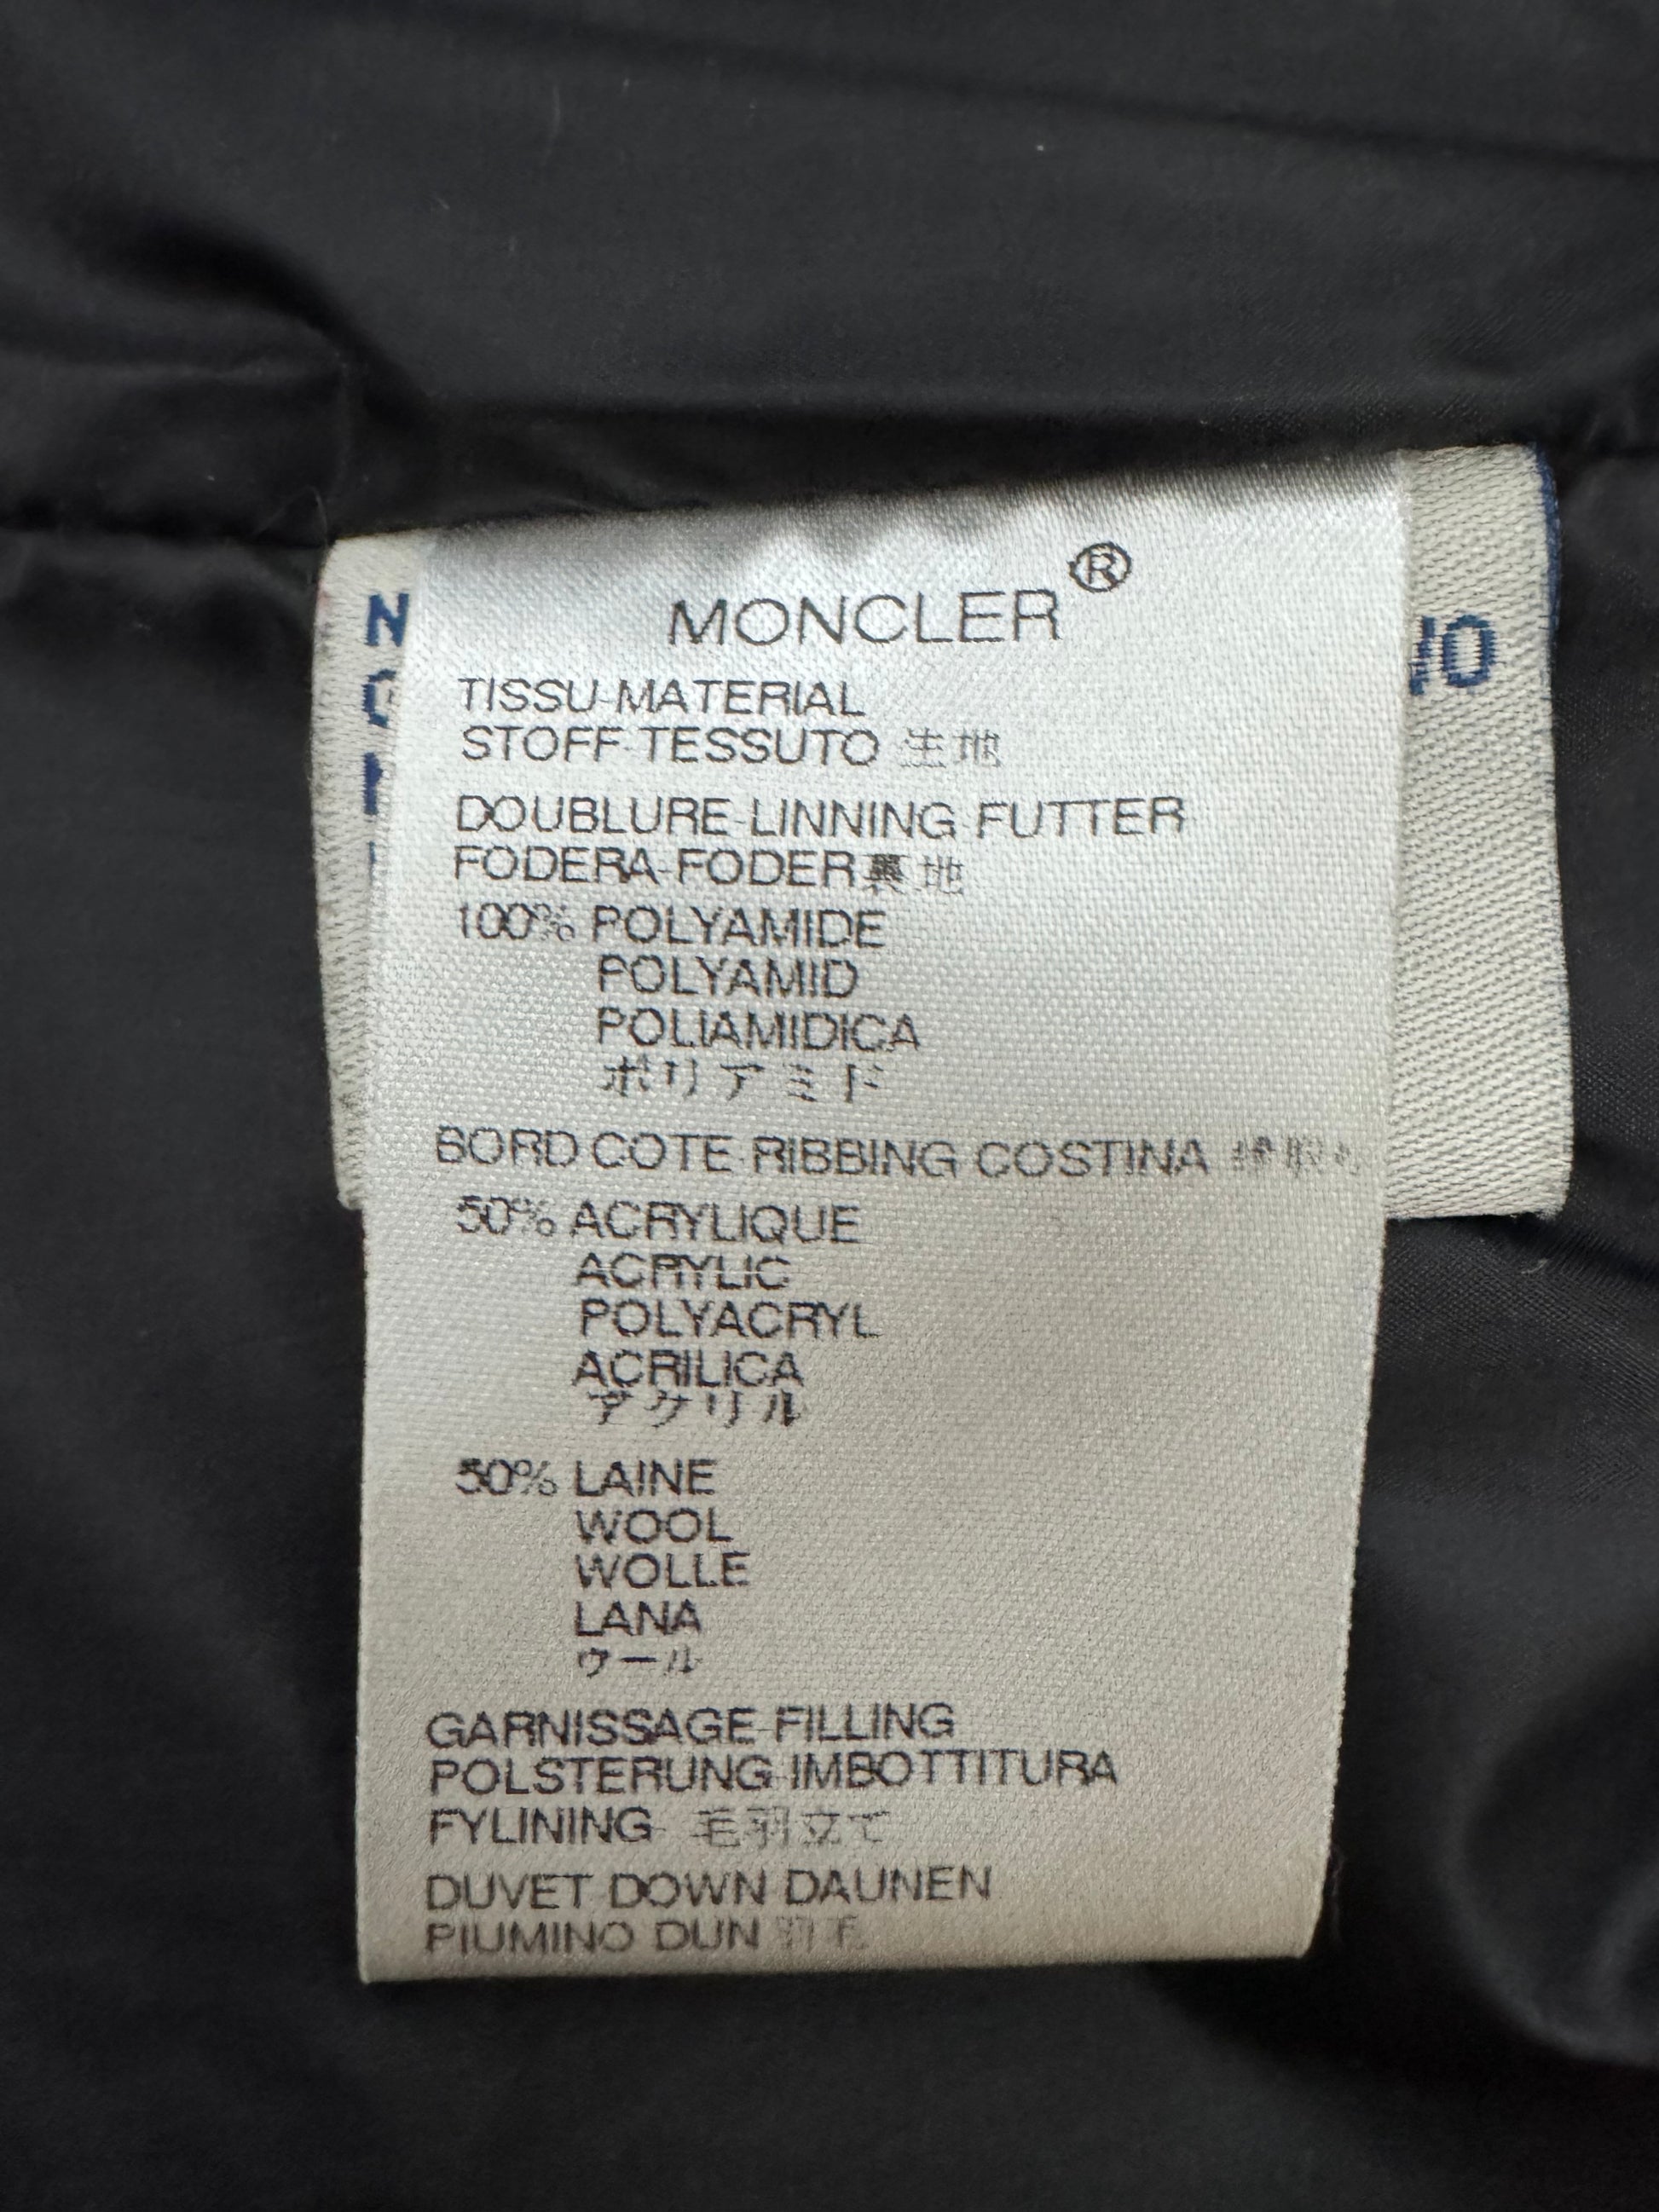 MONCLER®
TISSU-MATERIAL
STOFF-TESSUTO 生地
DOUBLURE-LINNING-FUTTER
FODERA-FODER 裏地
100% POLYAMIDE
POLYAMID
POLIAMIDICA
ポリアミド
BORD COTE-RIBBING COSTINA
50% ACRYLIQUE
ACRYLIC
POLYACRYL
ACRILICA
アクリル
50% LAINE
WOOL
WOLLE
LANA
ウール
GARNISSAGE-FILLING
POLSTERUNG-IMBOTTITURA
FYLINING 毛羽立て
DUVET DOWN DAUNEN
PIUMINO DUN 羽毛